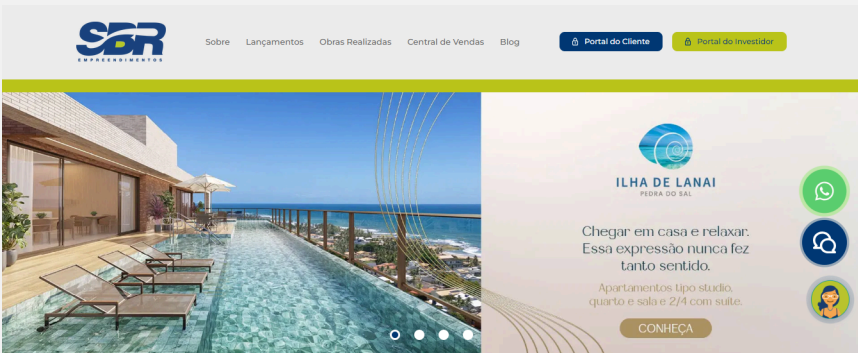 SBR
EMPREENDIMENTOS
Sobre Lançamentos Obras Realizadas Central de Vendas Blog Portal do Cliente Portal do Investidor
ILHA DE LANAI
PEDRA DO SAL
Chegar em casa e relaxar.
Essa expressão nunca fez
tanto sentido.
Apartamentos tipo studio,
quarto e sala e 2/4 com suíte.
CONHEÇA